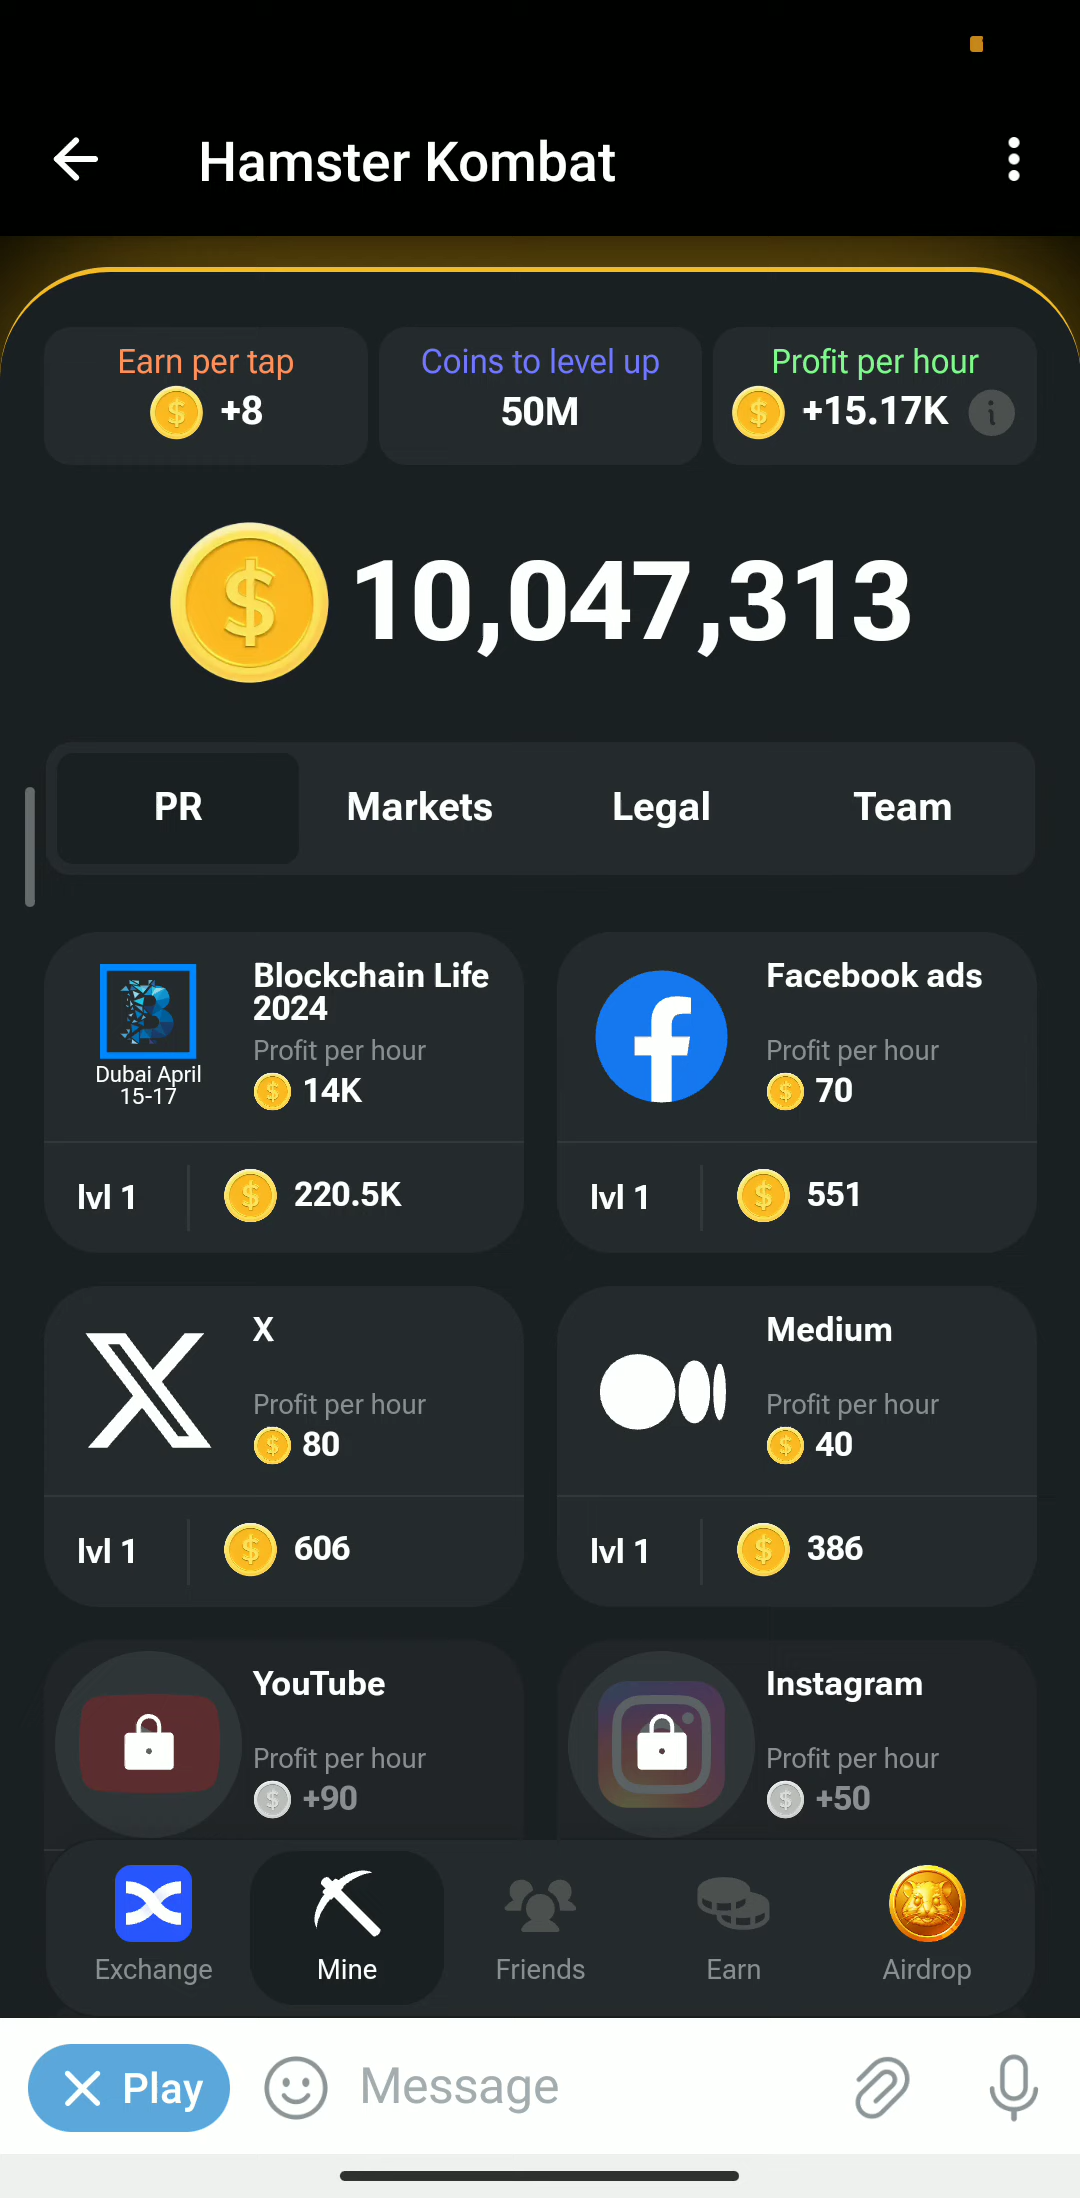 Hamster Kombat
Earn per tap
+8
Coins to level up
50M
Profit per hour
+15.17K
10,047,313
PR
Markets
Legal
Team
Blockchain Life
2024
Profit per hour
14K
Dubai April
15-17
lvl 1
220.5K
Facebook ads
Profit per hour
70
lvl 1
551
X
Profit per hour
80
lvl 1
606
Medium
Profit per hour
40
lvl 1
386
YouTube
Profit per hour
+90
Instagram
Profit per hour
+50
Exchange
Mine
Friends
Earn
Airdrop
Play
Message